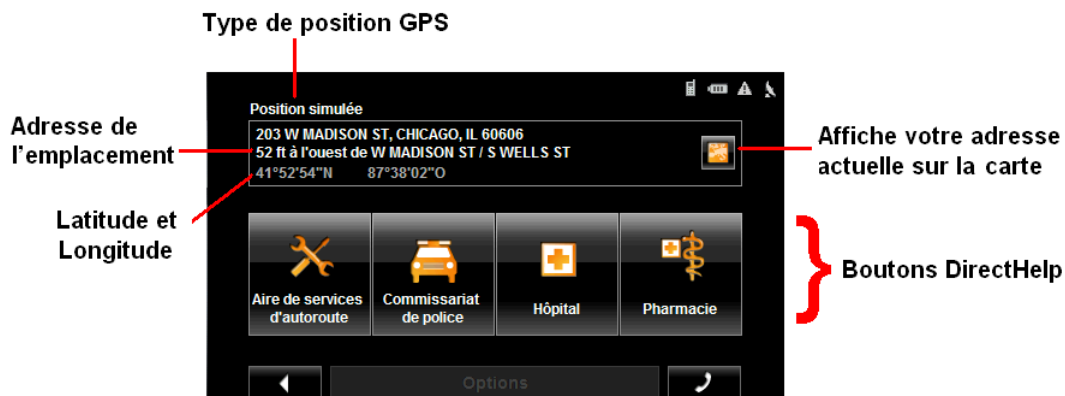 Type de position GPS
Position simulée
203 W MADISON ST, CHICAGO, IL 60606
52 ft à l'ouest de W MADISON ST / S WELLS ST
41°52'54"N 87°38'02"O
Adresse de
l'emplacement
Affiche votre adresse
actuelle sur la carte
Latitude et
Longitude
Aire de services
d'autoroute
Commissariat
de police
Hôpital
Pharmacie
Boutons DirectHelp
Options